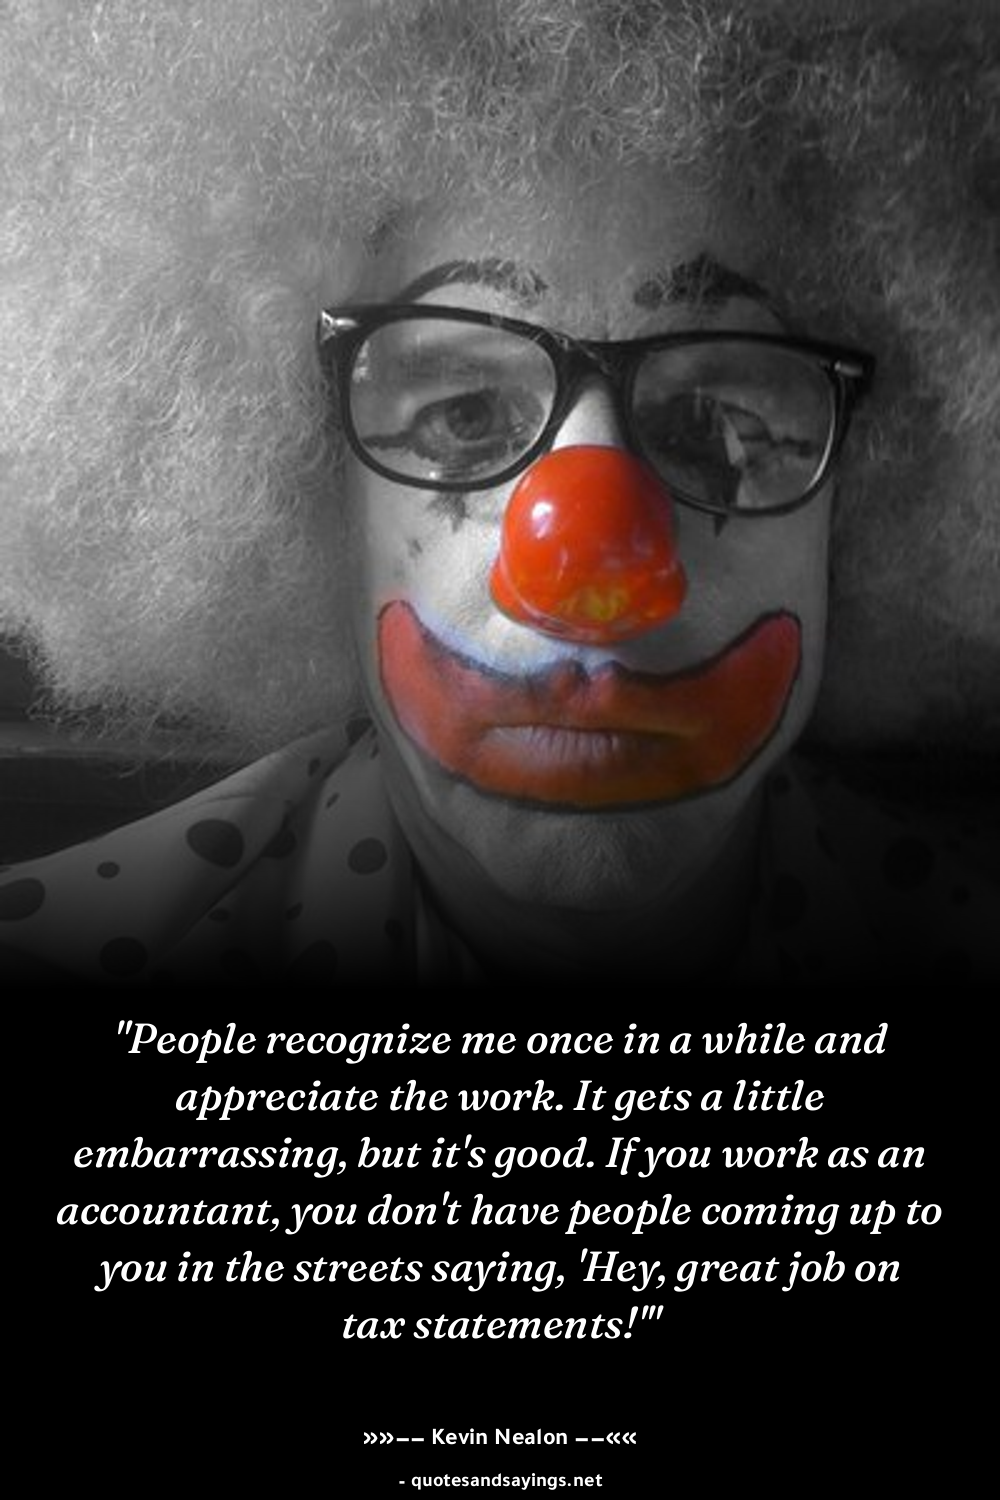 "People recognize me once in a while and
appreciate the work. It gets a little
embarrassing, but it's good. If you work as an
accountant, you don't have people coming up to
you in the streets saying, 'Hey, great job on
tax statements!'"
»»–– Kevin Nealon ––««
- quotesandsayings.net